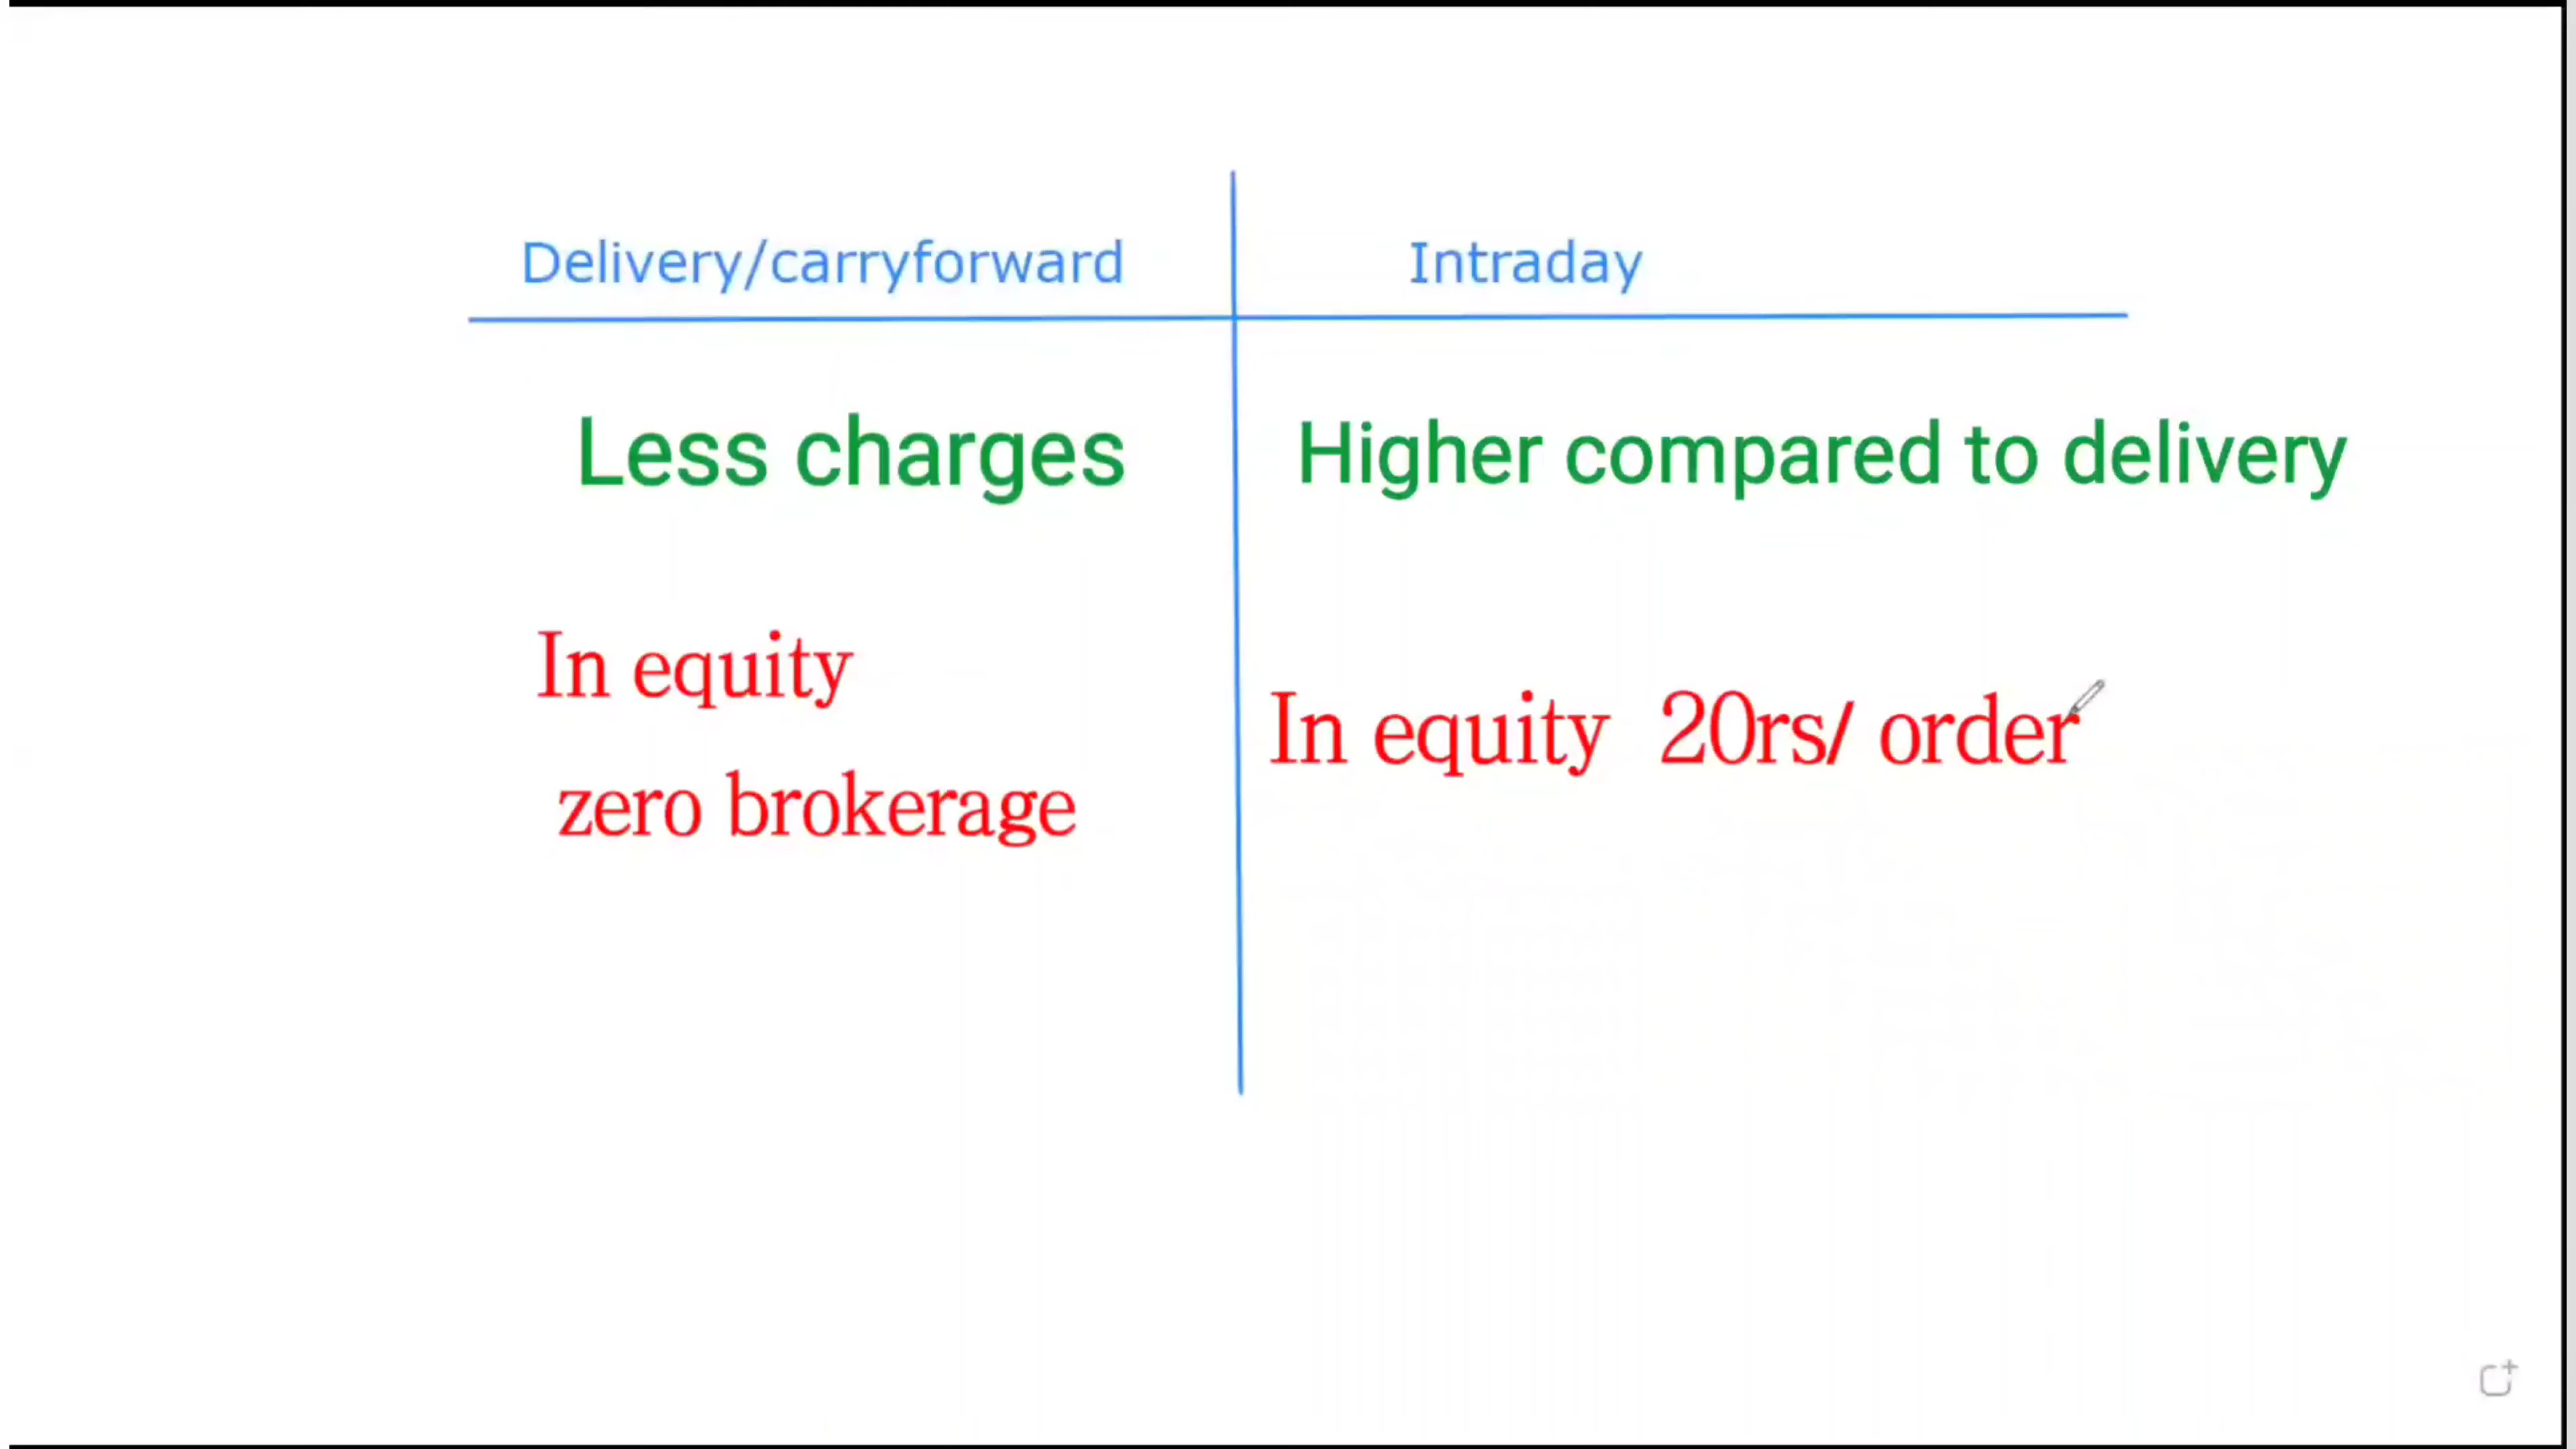 Delivery/carryforward
Intraday
Less charges
Higher compared to delivery
In equity
zero brokerage
In equity 20rs/ order